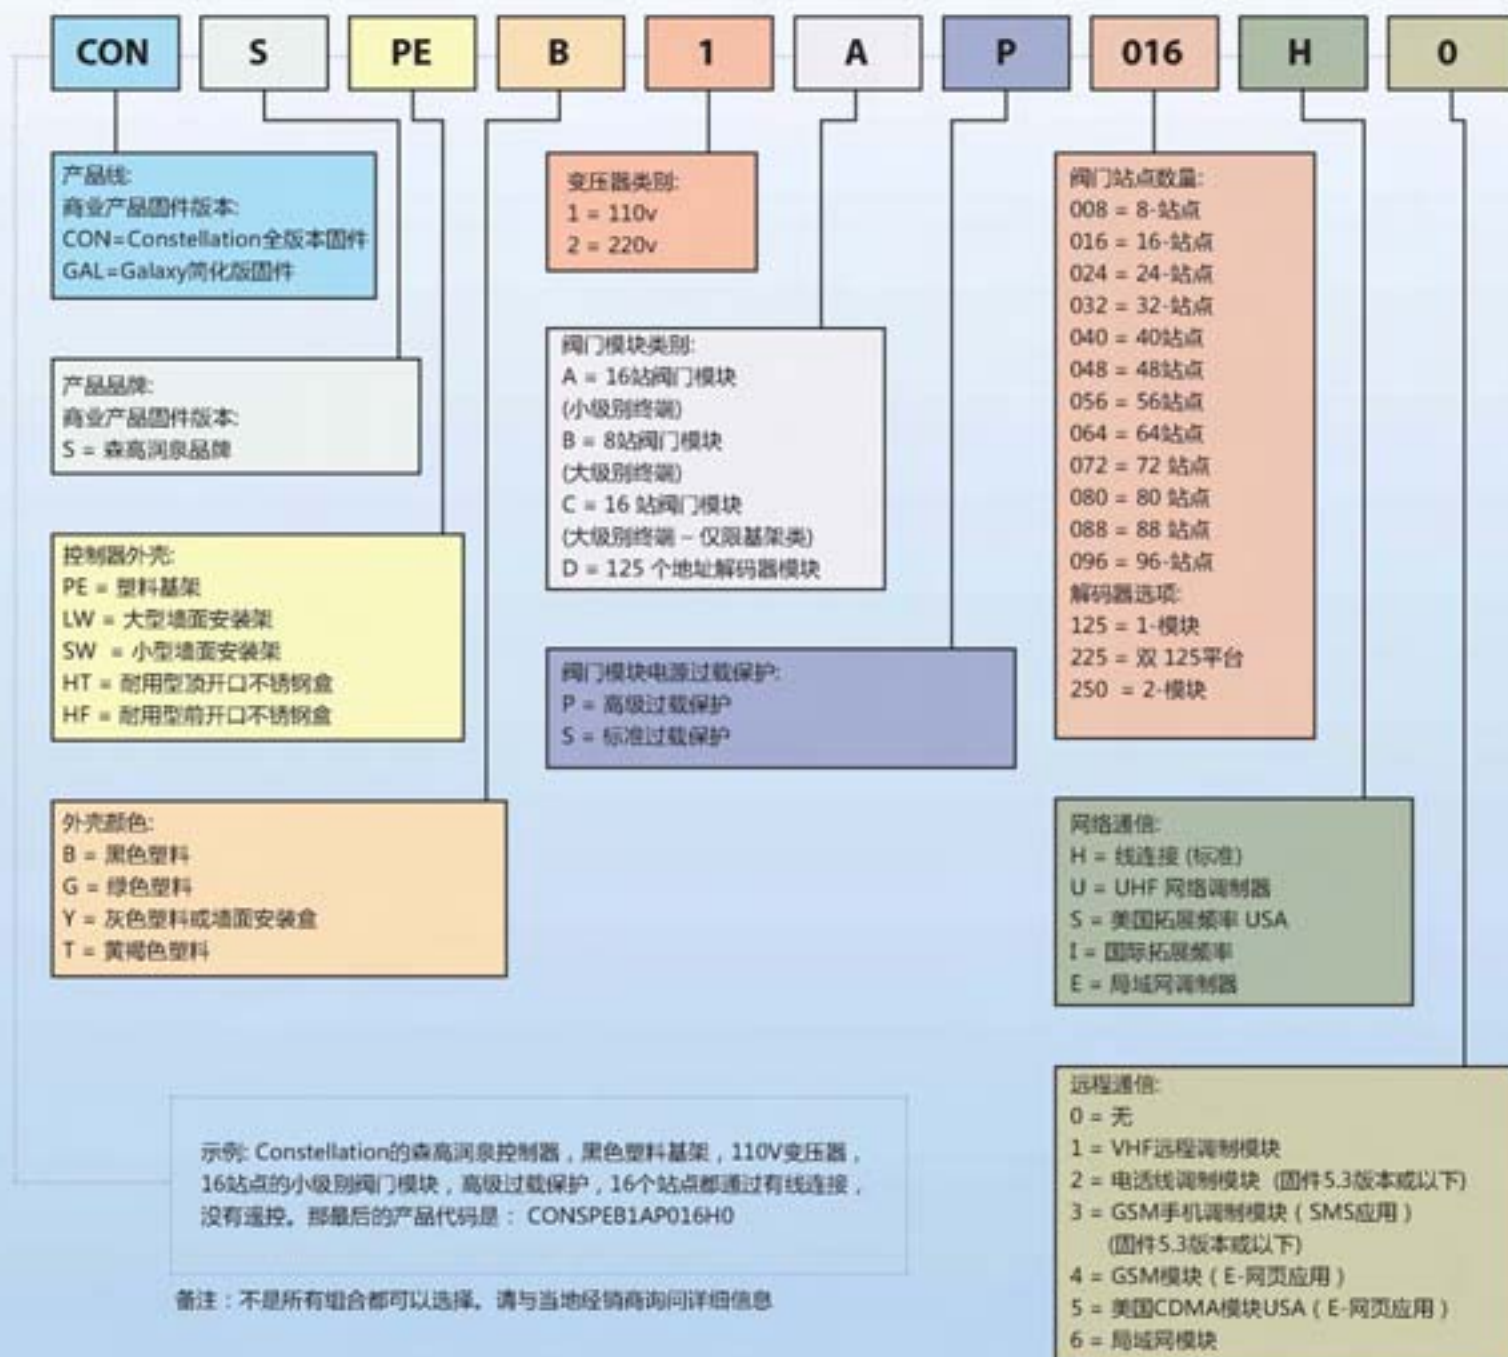 CON S PE B 1 A P 016 H 0
产品线:
商业产品固件版本:
CON=Constellation全版本固件
GAL=Galaxy简化版固件
产品品牌:
商业产品固件版本:
S = 森高润泉品牌
控制器外壳:
PE = 塑料基架
LW = 大型墙面安装架
SW = 小型墙面安装架
HT = 耐用型顶开口不锈钢盒
HF = 耐用型前开口不锈钢盒
外壳颜色:
B = 黑色塑料
G = 绿色塑料
Y = 灰色塑料或墙面安装盒
T = 黄褐色塑料
变压器类别:
1 = 110v
2 = 220v
阀门模块类别:
A = 16站阀门模块
(小级别终端)
B = 8站阀门模块
(大级别终端)
C = 16 站阀门模块
(大级别终端 – 仅限基架类)
D = 125 个地址解码器模块
阀门模块电源过载保护:
P = 高级过载保护
S = 标准过载保护
阀门站点数量:
008 = 8-站点
016 = 16-站点
024 = 24-站点
032 = 32-站点
040 = 40站点
048 = 48站点
056 = 56站点
064 = 64站点
072 = 72 站点
080 = 80 站点
088 = 88 站点
096 = 96-站点
解码器选项:
125 = 1-模块
225 = 双 125平台
250 = 2-模块
网络通信:
H = 线连接 (标准)
U = UHF 网络调制器
S = 美国拓展频率 USA
I = 国际拓展频率
E = 局域网调制器
远程通信:
0 = 无
1 = VHF远程调制模块
2 = 电话线调制模块 (固件5.3版本或以下)
3 = GSM手机调制模块（SMS应用）
(固件5.3版本或以下)
4 = GSM模块（E-网页应用）
5 = 美国CDMA模块USA（E-网页应用）
6 = 局域网模块
示例: Constellation的森高润泉控制器，黑色塑料基架，110V变压器，
16站点的小级别阀门模块，高级过载保护，16个站点都通过有线连接，
没有遥控。那最后的产品代码是： CONSPEB1AP016H0
备注：不是所有组合都可以选择。请与当地经销商询问详细信息